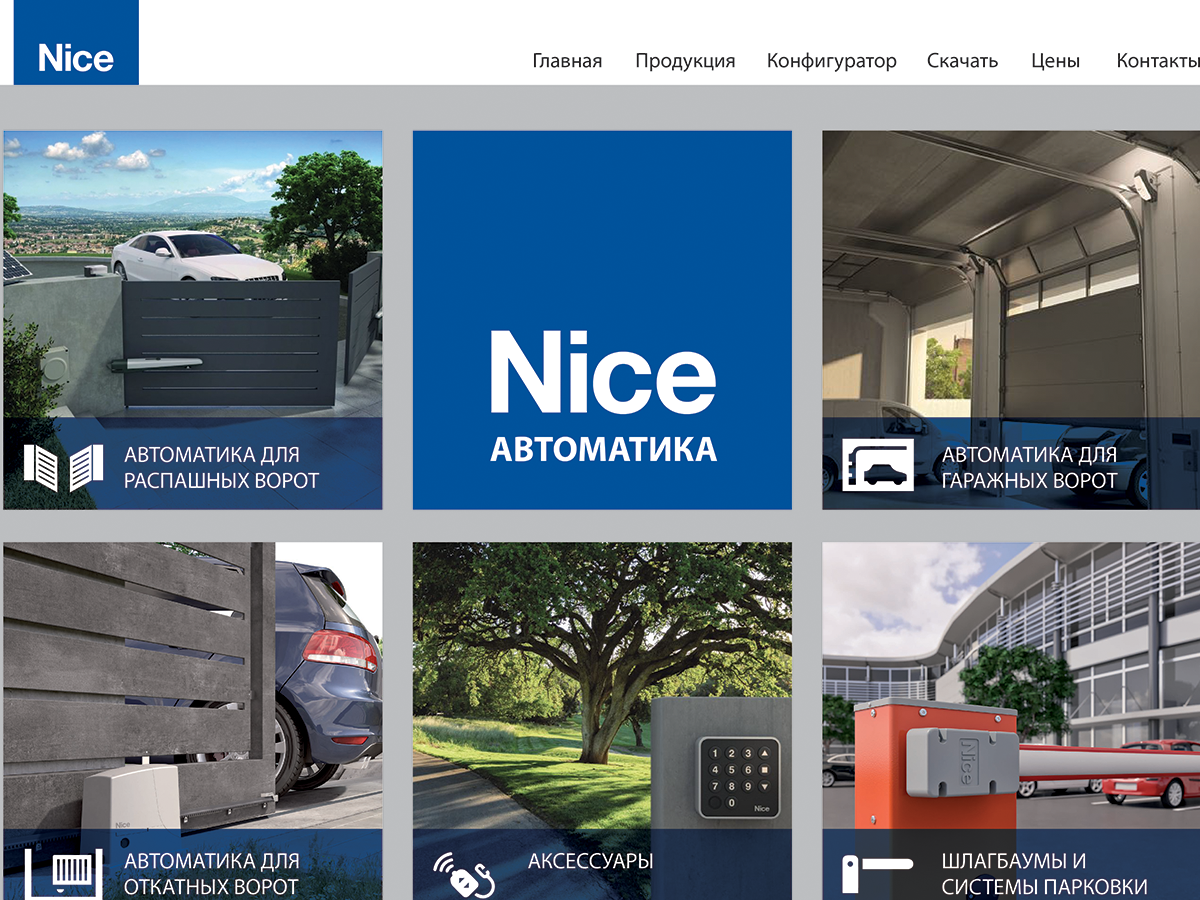 Nice
Главная Продукция Конфигуратор Скачать Цены Контакты
АВТОМАТИКА ДЛЯ
РАСПАШНЫХ ВОРОТ
Nice
АВТОМАТИКА
АВТОМАТИКА ДЛЯ
ГАРАЖНЫХ ВОРОТ
Nice
АВТОМАТИКА ДЛЯ
ОТКАТНЫХ ВОРОТ
1 2 3
4 5 6
7 8 9
0
Nice
АКСЕССУАРЫ
Nice
ШЛАГБАУМЫ И
СИСТЕМЫ ПАРКОВКИ